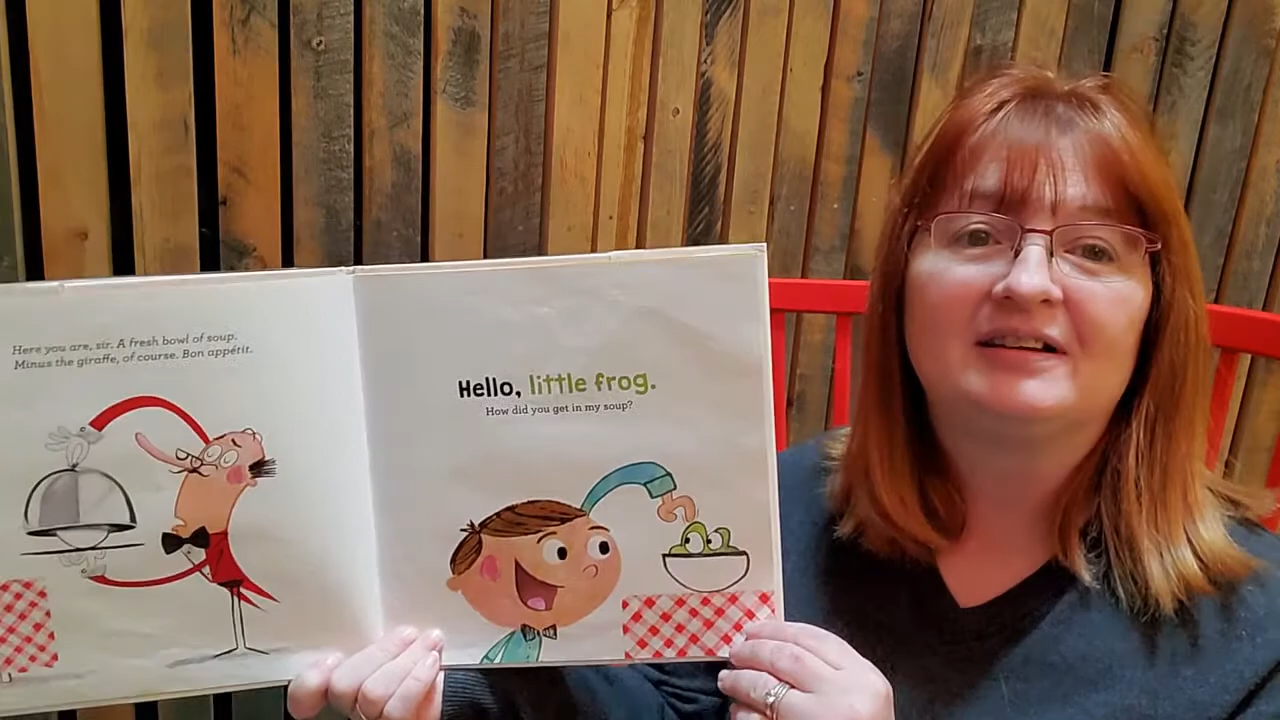 Here you are, sir. A fresh bowl of soup.
Minus the giraffe, of course. Bon appétit.
Hello, little frog.
How did you get in my soup?